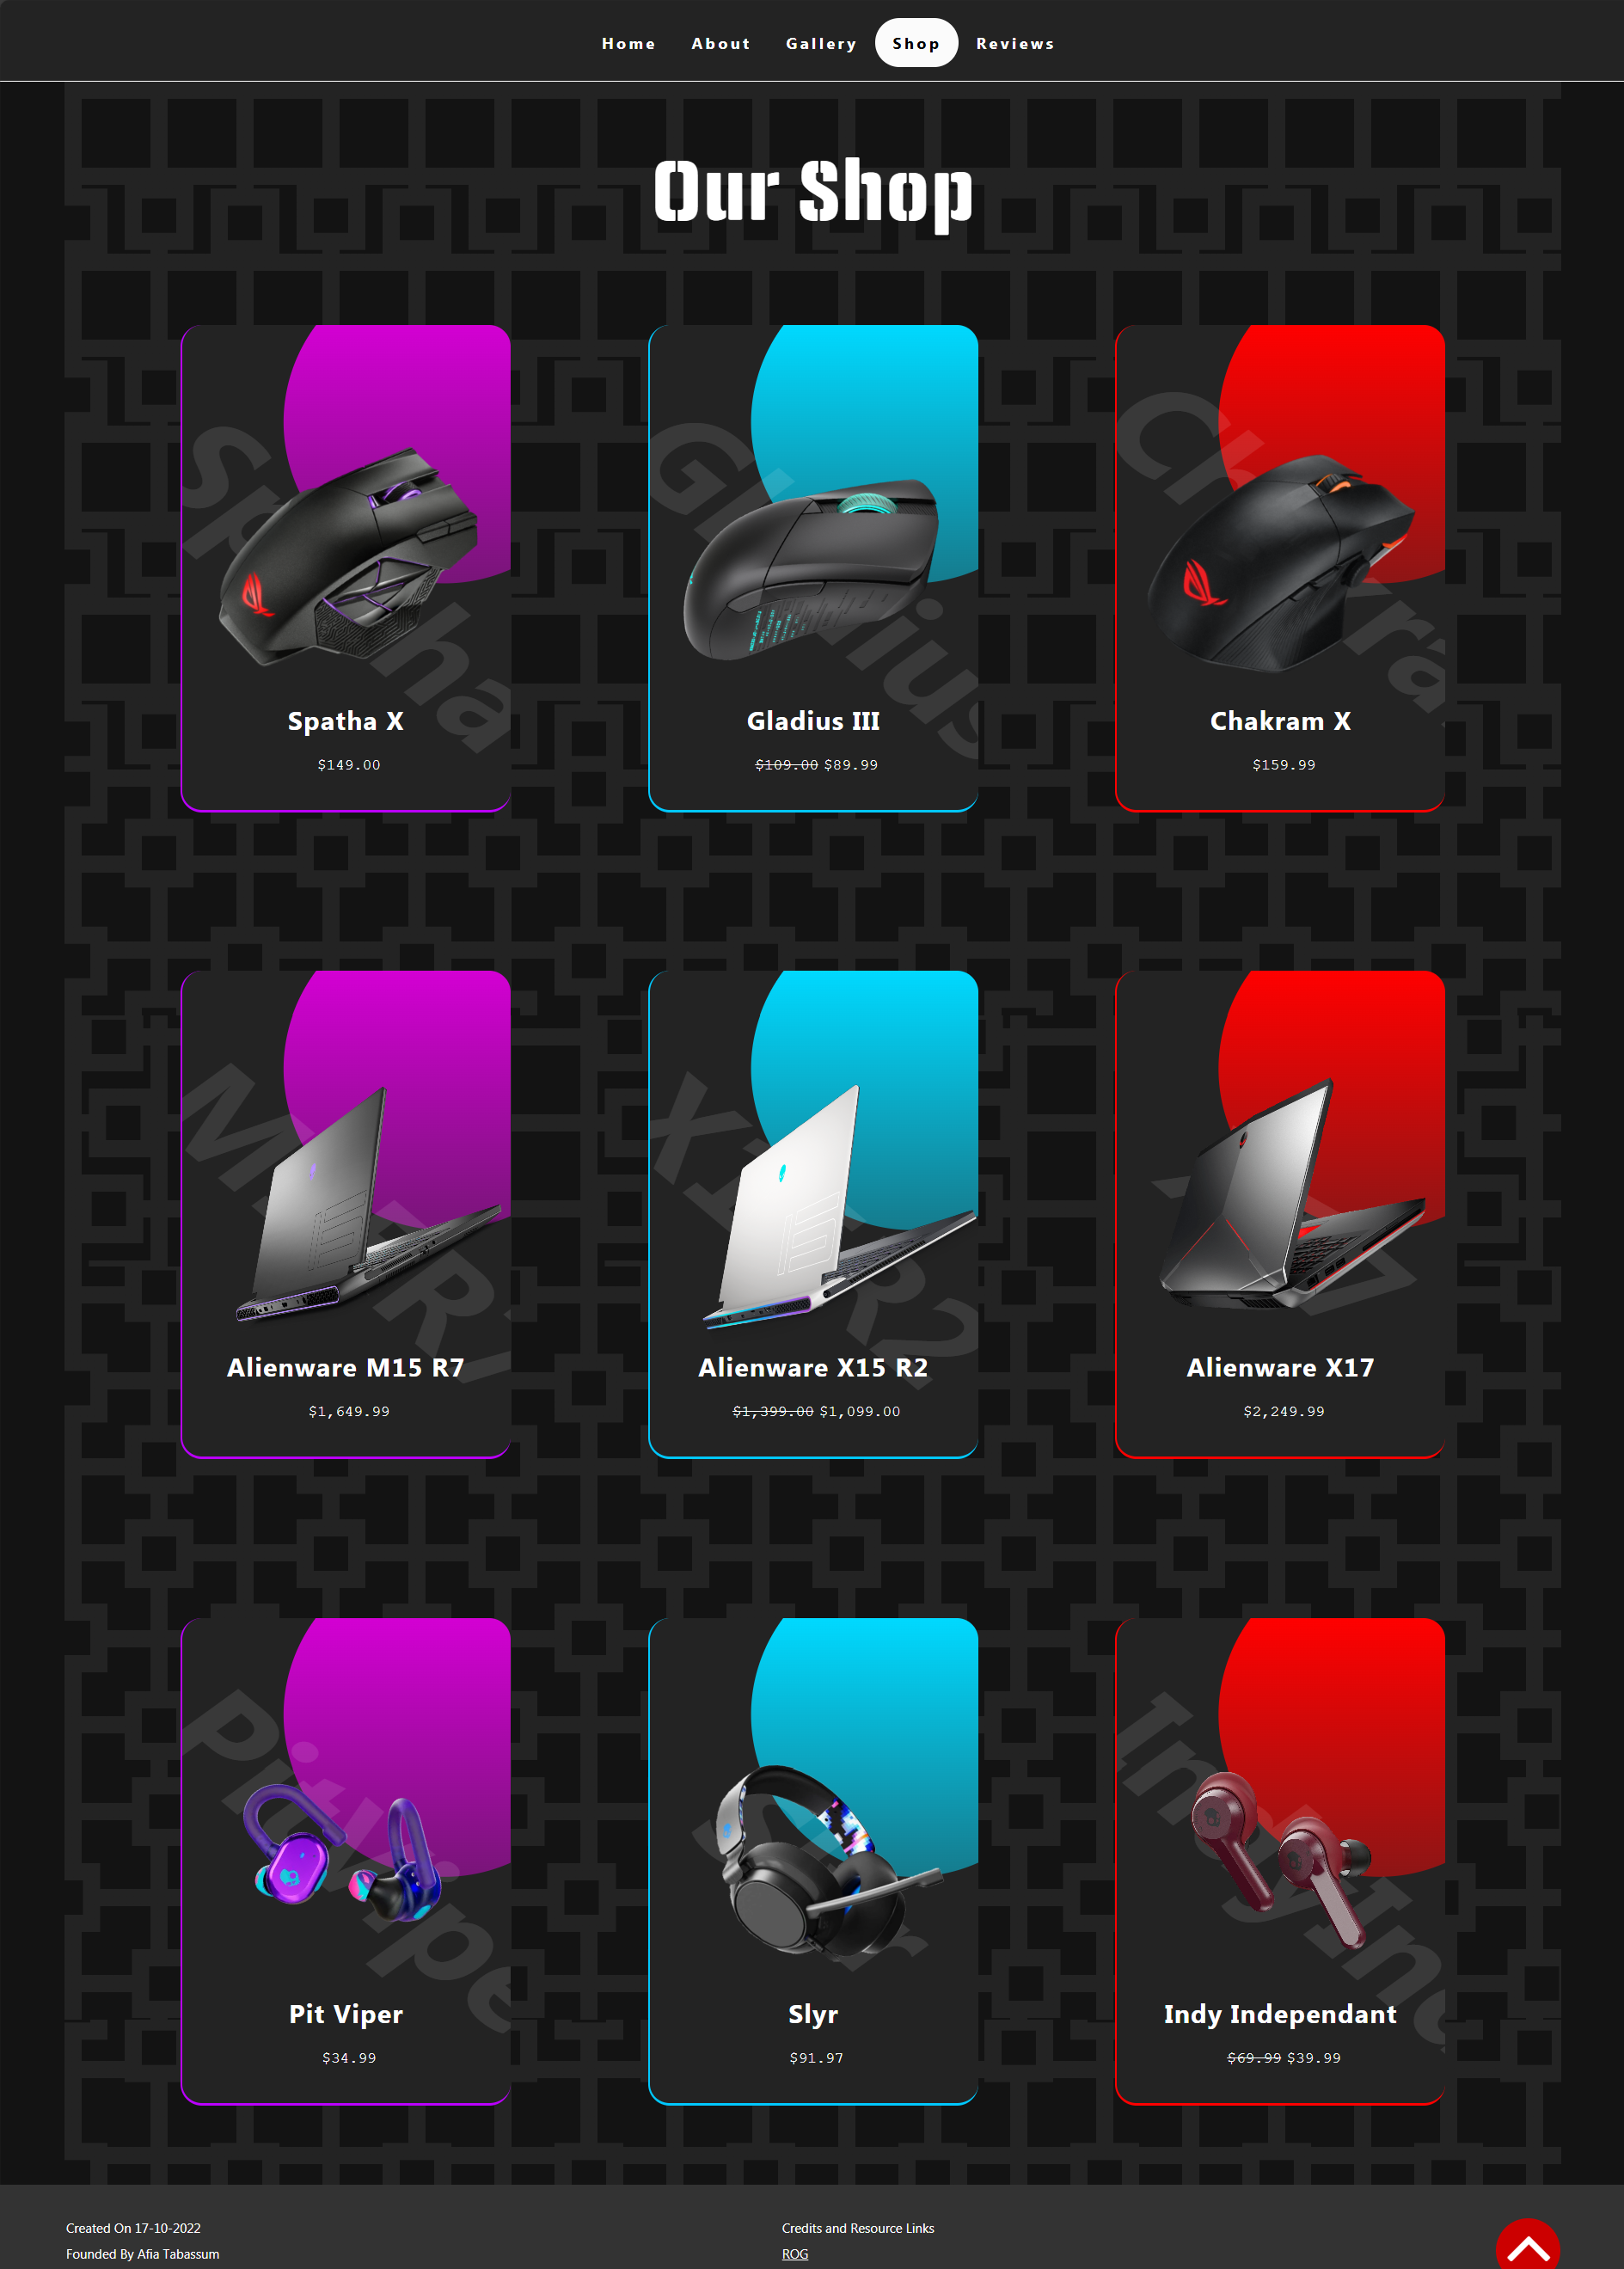 Home About Gallery Shop Reviews
Our Shop
Spatha
Spatha X
$149.00
Gladius
Gladius III
$109.00 $89.99
Chakra
Chakram X
$159.99
Alienware M15 R7
$1,649.99
Alienware X15 R2
$1,399.00 $1,099.00
Alienware X17
$2,249.99
Pit Viper
$34.99
Slyr
$91.97
Indy Independant
$69.99 $39.99
Created On 17-10-2022
Founded By Afia Tabassum
Credits and Resource Links
ROG